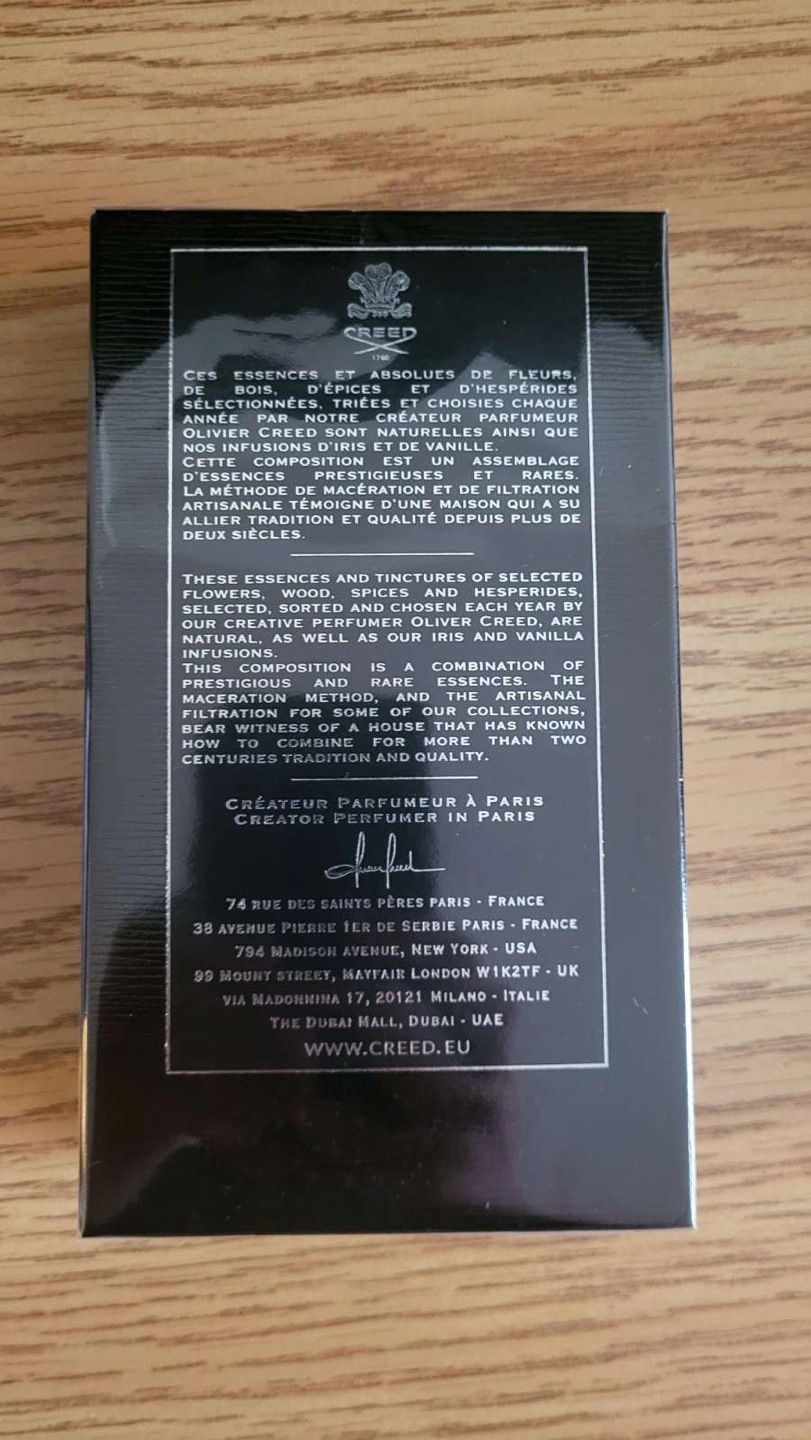 CREED
1760
CES ESSENCES ET ABSOLUES DE FLEURS,
DE BOIS, D'ÉPICES ET D'HESPÉRIDES
SÉLECTIONNÉES, TRIÉES ET CHOISIES CHAQUE
ANNÉE PAR NOTRE CRÉATEUR PARFUMEUR
OLIVIER CREED SONT NATURELLES AINSI QUE
NOS INFUSIONS D'IRIS ET DE VANILLE.
CETTE COMPOSITION EST UN ASSEMBLAGE
D'ESSENCES PRESTIGIEUSES ET RARES.
LA MÉTHODE DE MACÉRATION ET DE FILTRATION
ARTISANALE TÉMOIGNE D'UNE MAISON QUI A SU
ALLIER TRADITION ET QUALITÉ DEPUIS PLUS DE
DEUX SIÈCLES.
THESE ESSENCES AND TINCTURES OF SELECTED
FLOWERS, WOOD, SPICES AND HESPERIDES,
SELECTED, SORTED AND CHOSEN EACH YEAR BY
OUR CREATIVE PERFUMER OLIVER CREED, ARE
NATURAL, AS WELL AS OUR IRIS AND VANILLA
INFUSIONS.
THIS COMPOSITION IS A COMBINATION OF
PRESTIGIOUS AND RARE ESSENCES. THE
MACERATION METHOD, AND THE ARTISANAL
FILTRATION FOR SOME OF OUR COLLECTIONS,
BEAR WITNESS OF A HOUSE THAT HAS KNOWN
HOW TO COMBINE FOR MORE THAN TWO
CENTURIES TRADITION AND QUALITY.
CRÉATEUR PARFUMEUR À PARIS
CREATOR PERFUMER IN PARIS
74 RUE DES SAINTS PÈRES PARIS - FRANCE
38 AVENUE PIERRE 1ER DE SERBIE PARIS - FRANCE
794 MADISON AVENUE, NEW YORK - USA
99 MOUNT STREET, MAYFAIR LONDON W1K2TF - UK
VIA MADONNINA 17, 20121 MILANO - ITALIE
THE DUBAI MALL, DUBAI - UAE
WWW.CREED.EU